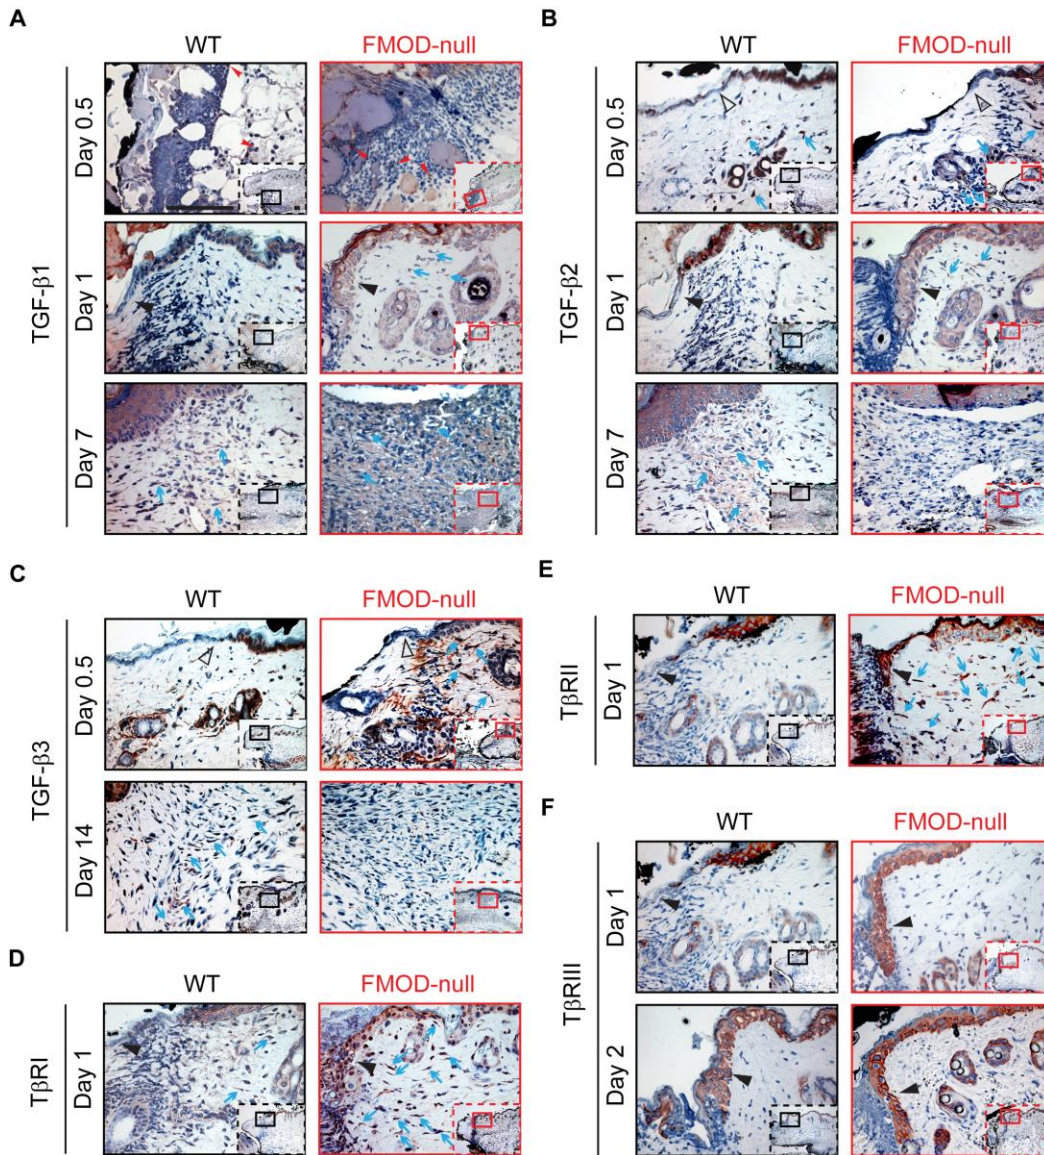 A
WT
FMOD-null
TGF-β1
Day 0.5
Day 1
Day 7
B
WT
FMOD-null
TGF-β2
Day 0.5
Day 1
Day 7
C
WT
FMOD-null
TGF-β3
Day 0.5
Day 14
D
WT
FMOD-null
TβRI
Day 1
E
WT
FMOD-null
TβRII
Day 1
F
WT
FMOD-null
TβRIII
Day 1
Day 2